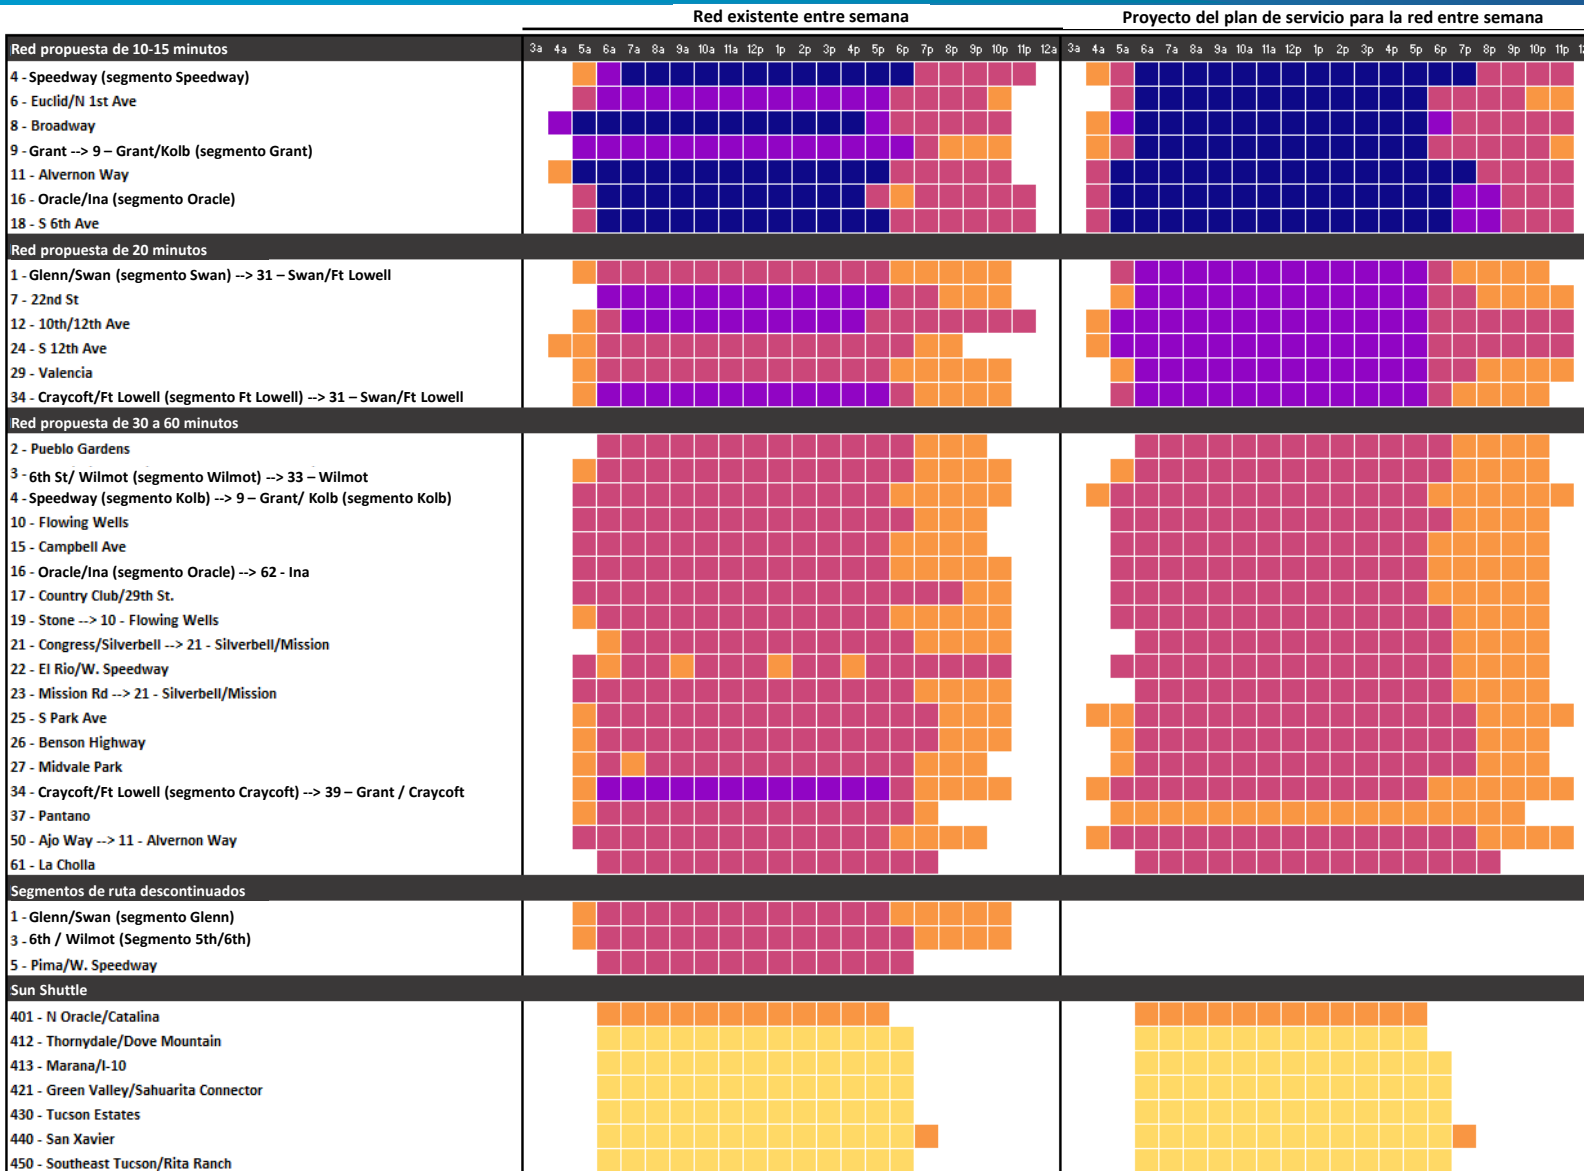 Red existente entre semana
Proyecto del plan de servicio para la red entre semana
Red propuesta de 10-15 minutos 3a 4a 5a 6a 7a 8a 9a 10a 11a 12p 1p 2p 3p 4p 5p 6p 7p 8p 9p 10p 11p 12a 3a 4a 5a 6a 7a 8a 9a 10a 11a 12p 1p 2p 3p 4p 5p 6p 7p 8p 9p 10p 11p
4 - Speedway (segmento Speedway)
6 - Euclid/N 1st Ave
8 - Broadway
9 - Grant --> 9 – Grant/Kolb (segmento Grant)
11 - Alvernon Way
16 - Oracle/Ina (segmento Oracle)
18 - S 6th Ave
Red propuesta de 20 minutos
1 - Glenn/Swan (segmento Swan) --> 31 – Swan/Ft Lowell
7 - 22nd St
12 - 10th/12th Ave
24 - S 12th Ave
29 - Valencia
34 - Craycoft/Ft Lowell (segmento Ft Lowell) --> 31 – Swan/Ft Lowell
Red propuesta de 30 a 60 minutos
2 - Pueblo Gardens
3 - 6th St/ Wilmot (segmento Wilmot) --> 33 – Wilmot
4 - Speedway (segmento Kolb) --> 9 – Grant/ Kolb (segmento Kolb)
10 - Flowing Wells
15 - Campbell Ave
16 - Oracle/Ina (segmento Oracle) --> 62 - Ina
17 - Country Club/29th St.
19 - Stone --> 10 - Flowing Wells
21 - Congress/Silverbell --> 21 - Silverbell/Mission
22 - El Rio/W. Speedway
23 - Mission Rd --> 21 - Silverbell/Mission
25 - S Park Ave
26 - Benson Highway
27 - Midvale Park
34 - Craycoft/Ft Lowell (segmento Craycoft) --> 39 – Grant / Craycoft
37 - Pantano
50 - Ajo Way --> 11 - Alvernon Way
61 - La Cholla
Segmentos de ruta descontinuados
1 - Glenn/Swan (segmento Glenn)
3 - 6th / Wilmot (Segmento 5th/6th)
5 - Pima/W. Speedway
Sun Shuttle
401 - N Oracle/Catalina
412 - Thornydale/Dove Mountain
413 - Marana/I-10
421 - Green Valley/Sahuarita Connector
430 - Tucson Estates
440 - San Xavier
450 - Southeast Tucson/Rita Ranch